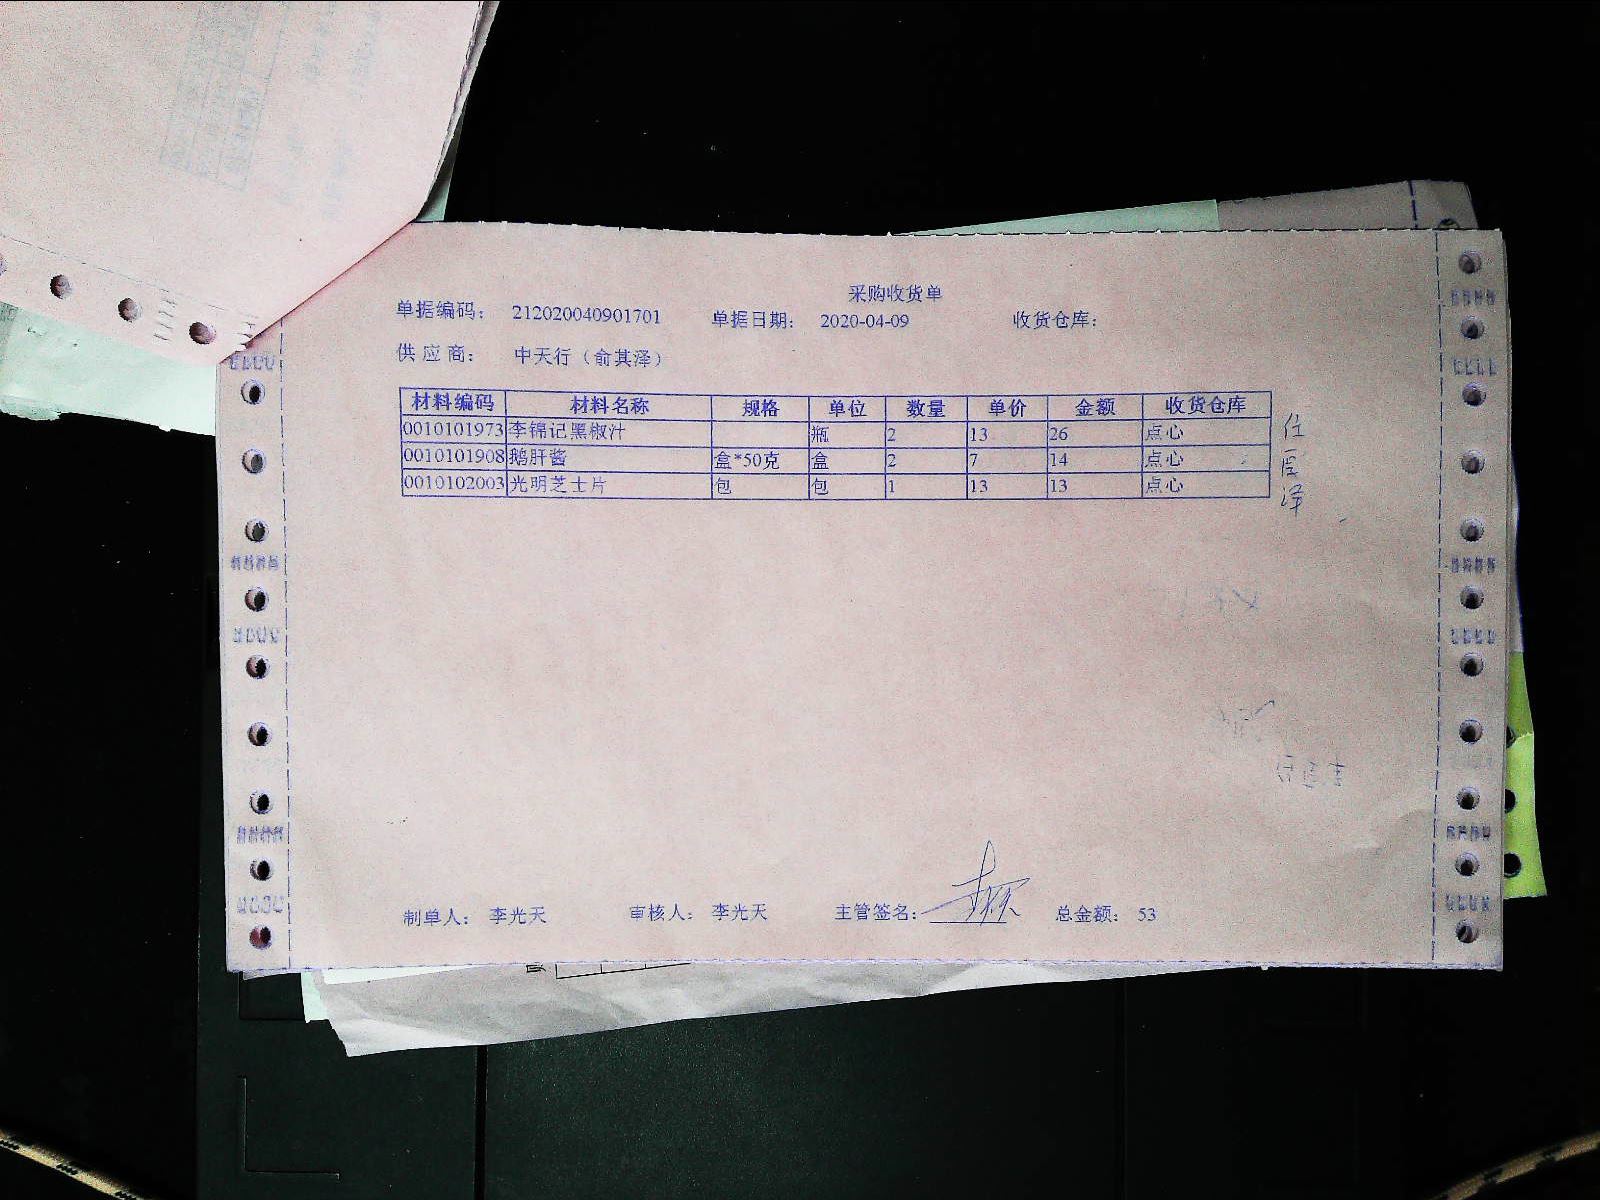 采购收货单
单据编码： 212020040901701 单据日期： 2020-04-09 收货仓库：
供 应 商： 中天行（俞其泽）
材料编码 材料名称 规格 单位 数量 单价 金额 收货仓库
0010101973 李锦记黑椒汁 瓶 2 13 26 点心
0010101908 鹅肝酱 盒*50克 盒 2 7 14 点心
0010102003 光明芝士片 包 包 1 13 13 点心
制单人： 李光天 审核人： 李光天 主管签名： 总金额： 53